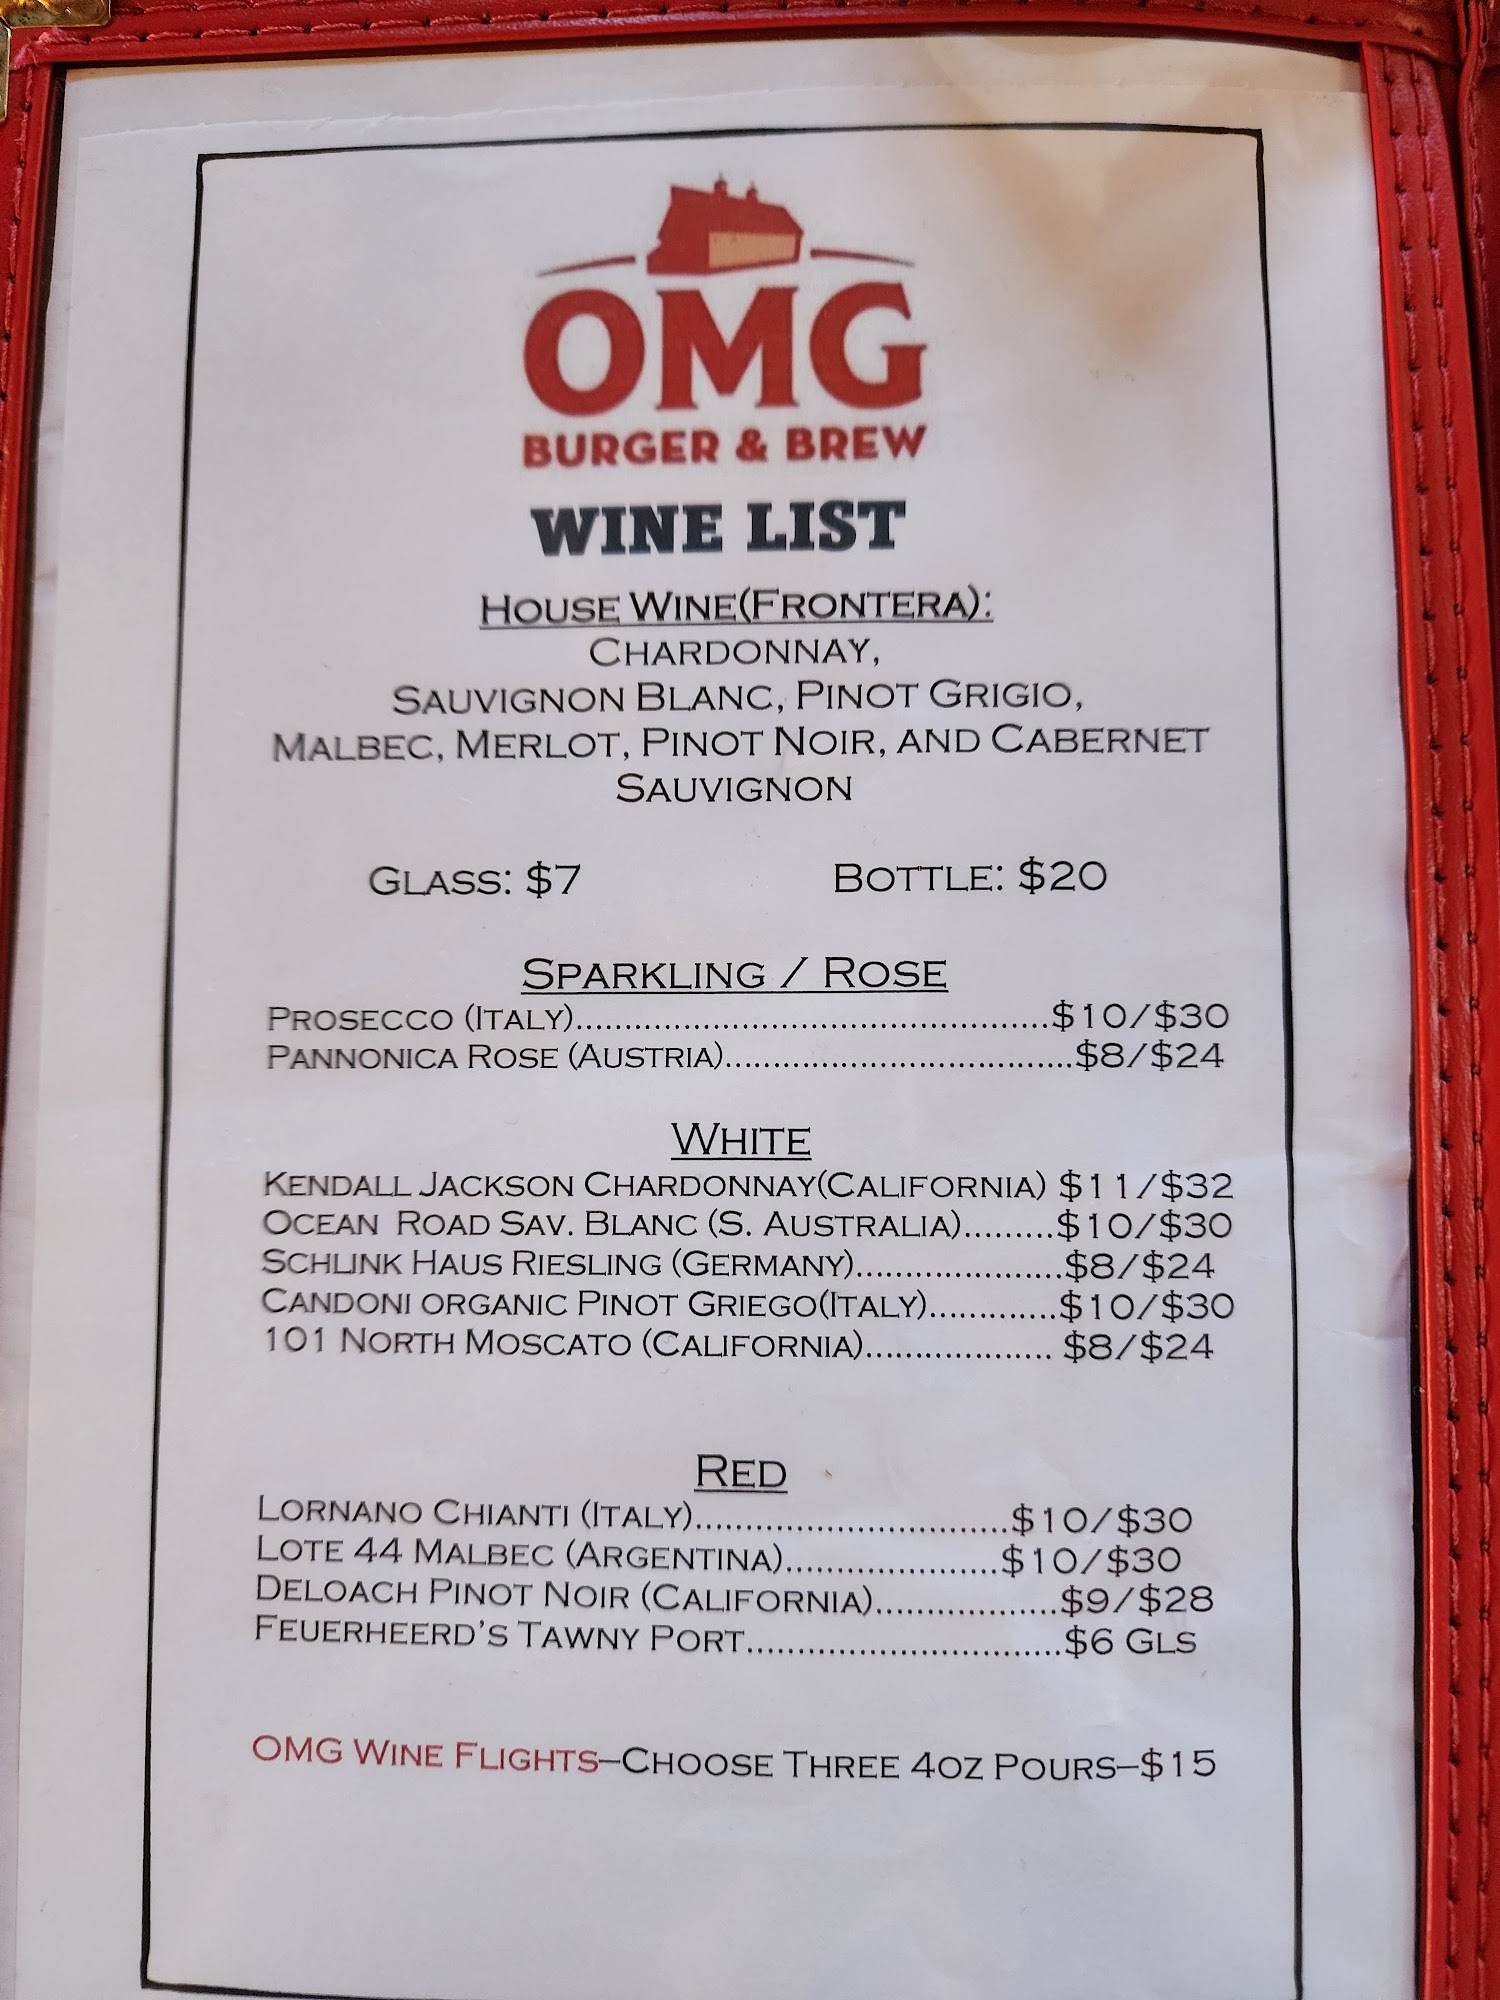 OMG
BURGER & BREW
WINE LIST
HOUSE WINE(FRONTERA):
CHARDONNAY,
SAUVIGNON BLANC, PINOT GRIGIO,
MALBEC, MERLOT, PINOT NOIR, AND CABERNET
SAUVIGNON
GLASS: $7 BOTTLE: $20
SPARKLING / ROSE
PROSECCO (ITALY)................................................$10/$30
PANNONICA ROSE (AUSTRIA)....................................$8/$24
WHITE
KENDALL JACKSON CHARDONNAY(CALIFORNIA) $11/$32
OCEAN ROAD SAV. BLANC (S. AUSTRALIA).........$10/$30
SCHLINK HAUS RIESLING (GERMANY).....................$8/$24
CANDONI ORGANIC PINOT GRIEGO(ITALY).............$10/$30
101 NORTH MOSCATO (CALIFORNIA)................... $8/$24
RED
LORNANO CHIANTI (ITALY)...............................$10/$30
LOTE 44 MALBEC (ARGENTINA).....................$10/$30
DELOACH PINOT NOIR (CALIFORNIA)..................$9/$28
FEUERHEERD'S TAWNY PORT...............................$6 GLS
OMG WINE FLIGHTS–CHOOSE THREE 4OZ POURS–$15